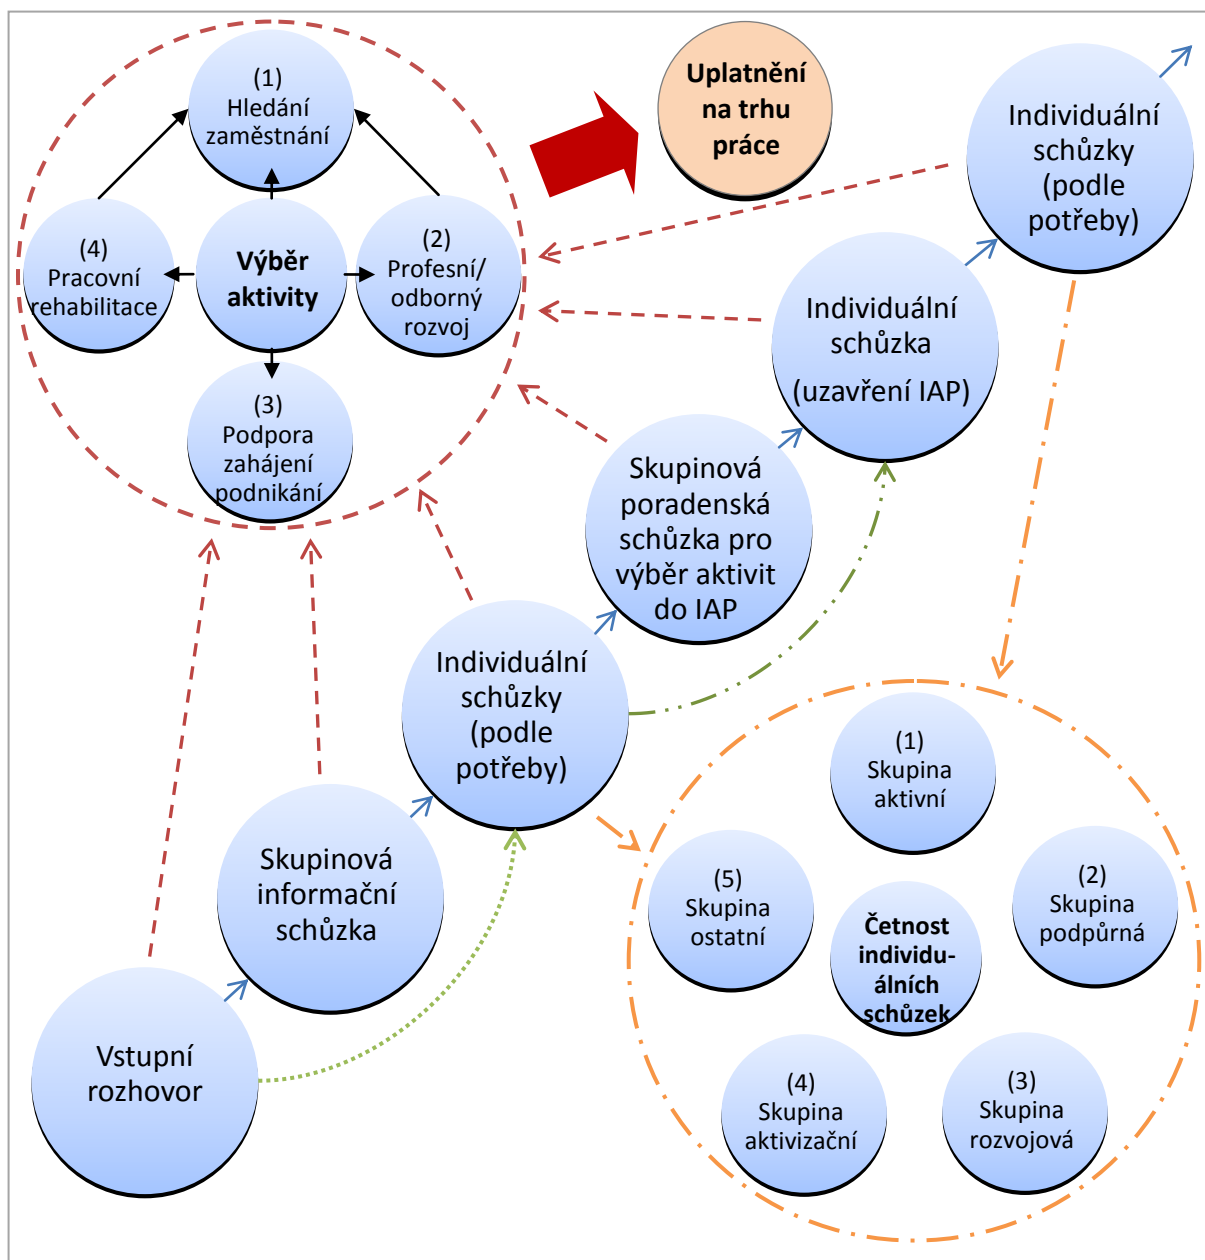 (1)
Hledání
zaměstnání
(4)
Pracovní
rehabilitace
Výběr
aktivity
(2)
Profesní/
odborný
rozvoj
(3)
Podpora
zahájení
podnikání
Uplatnění
na trhu
práce
Individuální
schůzky
(podle
potřeby)
Individuální
schůzka
(uzavření IAP)
Skupinová
poradenská
schůzka pro
výběr aktivit
do IAP
Individuální
schůzky
(podle
potřeby)
Skupinová
informační
schůzka
Vstupní
rozhovor
(1)
Skupina
aktivní
(5)
Skupina
ostatní
Četnost
individu-
álních
schůzek
(2)
Skupina
podpůrná
(4)
Skupina
aktivizační
(3)
Skupina
rozvojová